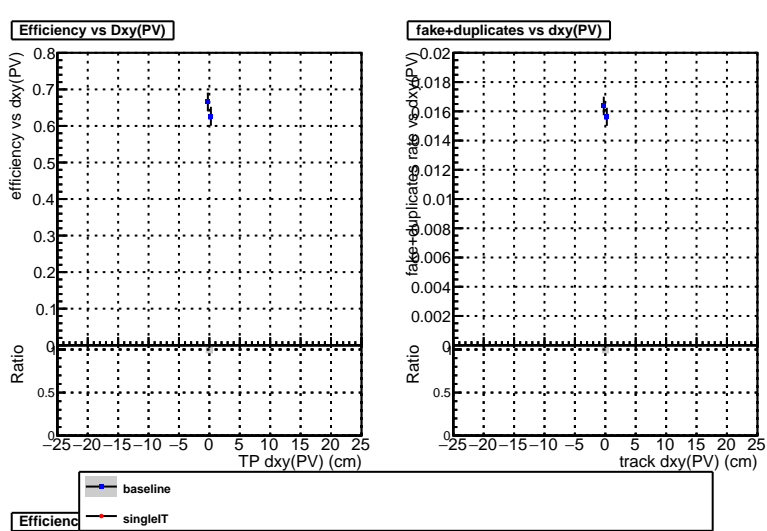 Efficiency vs Dxy(PV)
efficiency vs dxy(PV)
0.8
0.7
0.6
0.5
0.4
0.3
0.2
0.1
0
Ratio
1
0.5
0
−25 −20 −15 −10 −5 0 5 10 15 20 25
TP dxy(PV) (cm)
fake+duplicates vs dxy(PV)
fake+duplicates rate vs dxy(PV)
0.02
0.018
0.016
0.014
0.012
0.01
0.008
0.006
0.004
0.002
0
Ratio
1
0.5
0
−25 −20 −15 −10 −5 0 5 10 15 20 25
track dxy(PV) (cm)
baseline
singleIT
Efficienc